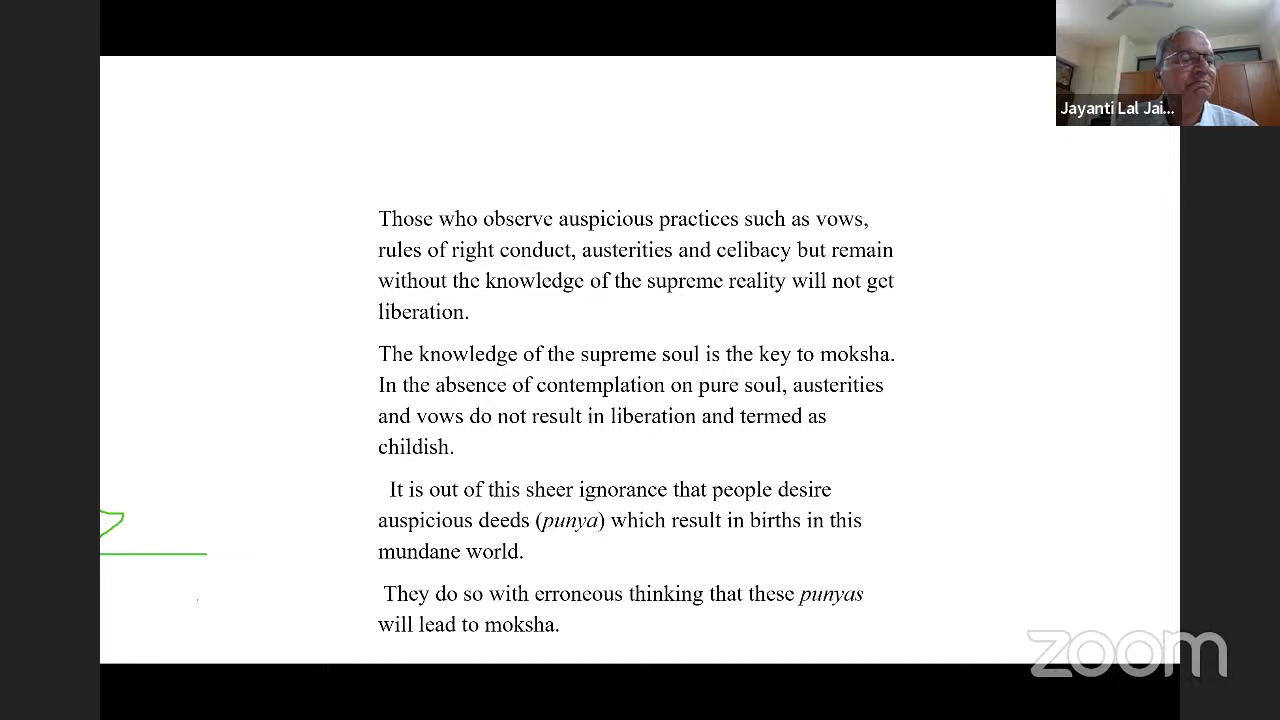 Jayanti Lal Jai...
Those who observe auspicious practices such as vows,
rules of right conduct, austerities and celibacy but remain
without the knowledge of the supreme reality will not get
liberation.
The knowledge of the supreme soul is the key to moksha.
In the absence of contemplation on pure soul, austerities
and vows do not result in liberation and termed as
childish.
It is out of this sheer ignorance that people desire
auspicious deeds (punya) which result in births in this
mundane world.
They do so with erroneous thinking that these punyas
will lead to moksha.
zoom